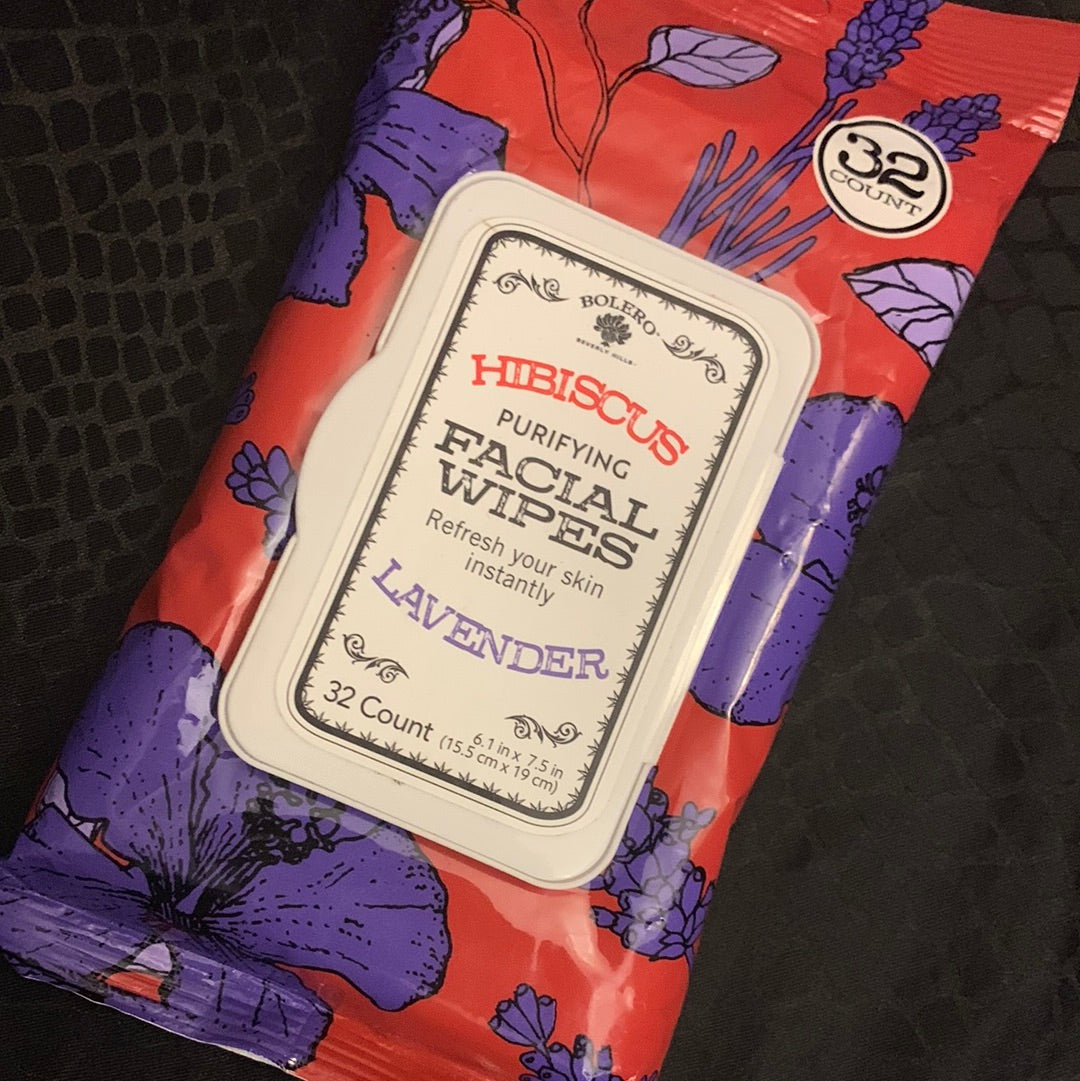 32
COUNT
BOLERO
BEVERLY HILLS
HIBISCUS
PURIFYING
FACIAL
WIPES
Refresh your skin
instantly
LAVENDER
32 Count
6.1 in x 7.5 in
(15.5 cm x 19 cm)